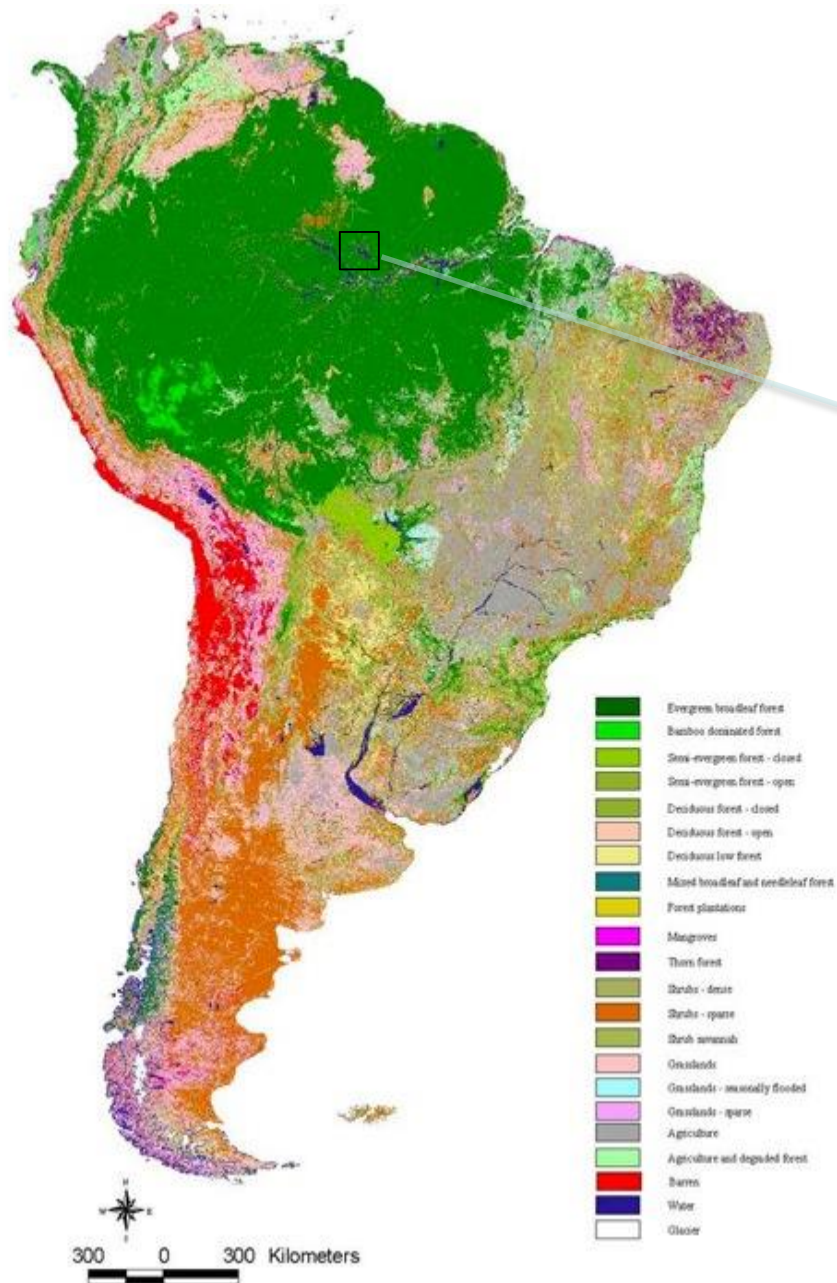 Evergreen broadleaf forest
Bamboo dominated forest
Semi-evergreen forest - closed
Semi-evergreen forest - open
Deciduous forest - closed
Deciduous forest - open
Deciduous low forest
Mixed broadleaf and needleleaf forest
Forest plantations
Mangroves
Thorn forest
Shrubs - dense
Shrubs - sparse
Shrub savannah
Grasslands
Grasslands - seasonally flooded
Grasslands - sparse
Agriculture
Agriculture and degraded forest
Barren
Water
Glacier
N
W E
S
300 0 300 Kilometers